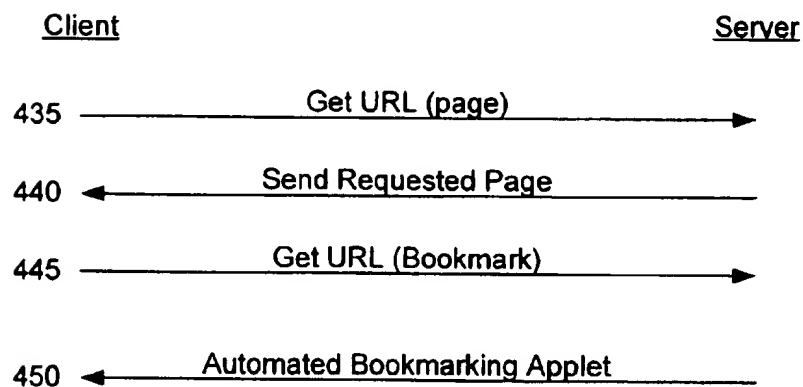 Client Server
435 Get URL (page)
440 Send Requested Page
445 Get URL (Bookmark)
450 Automated Bookmarking Applet